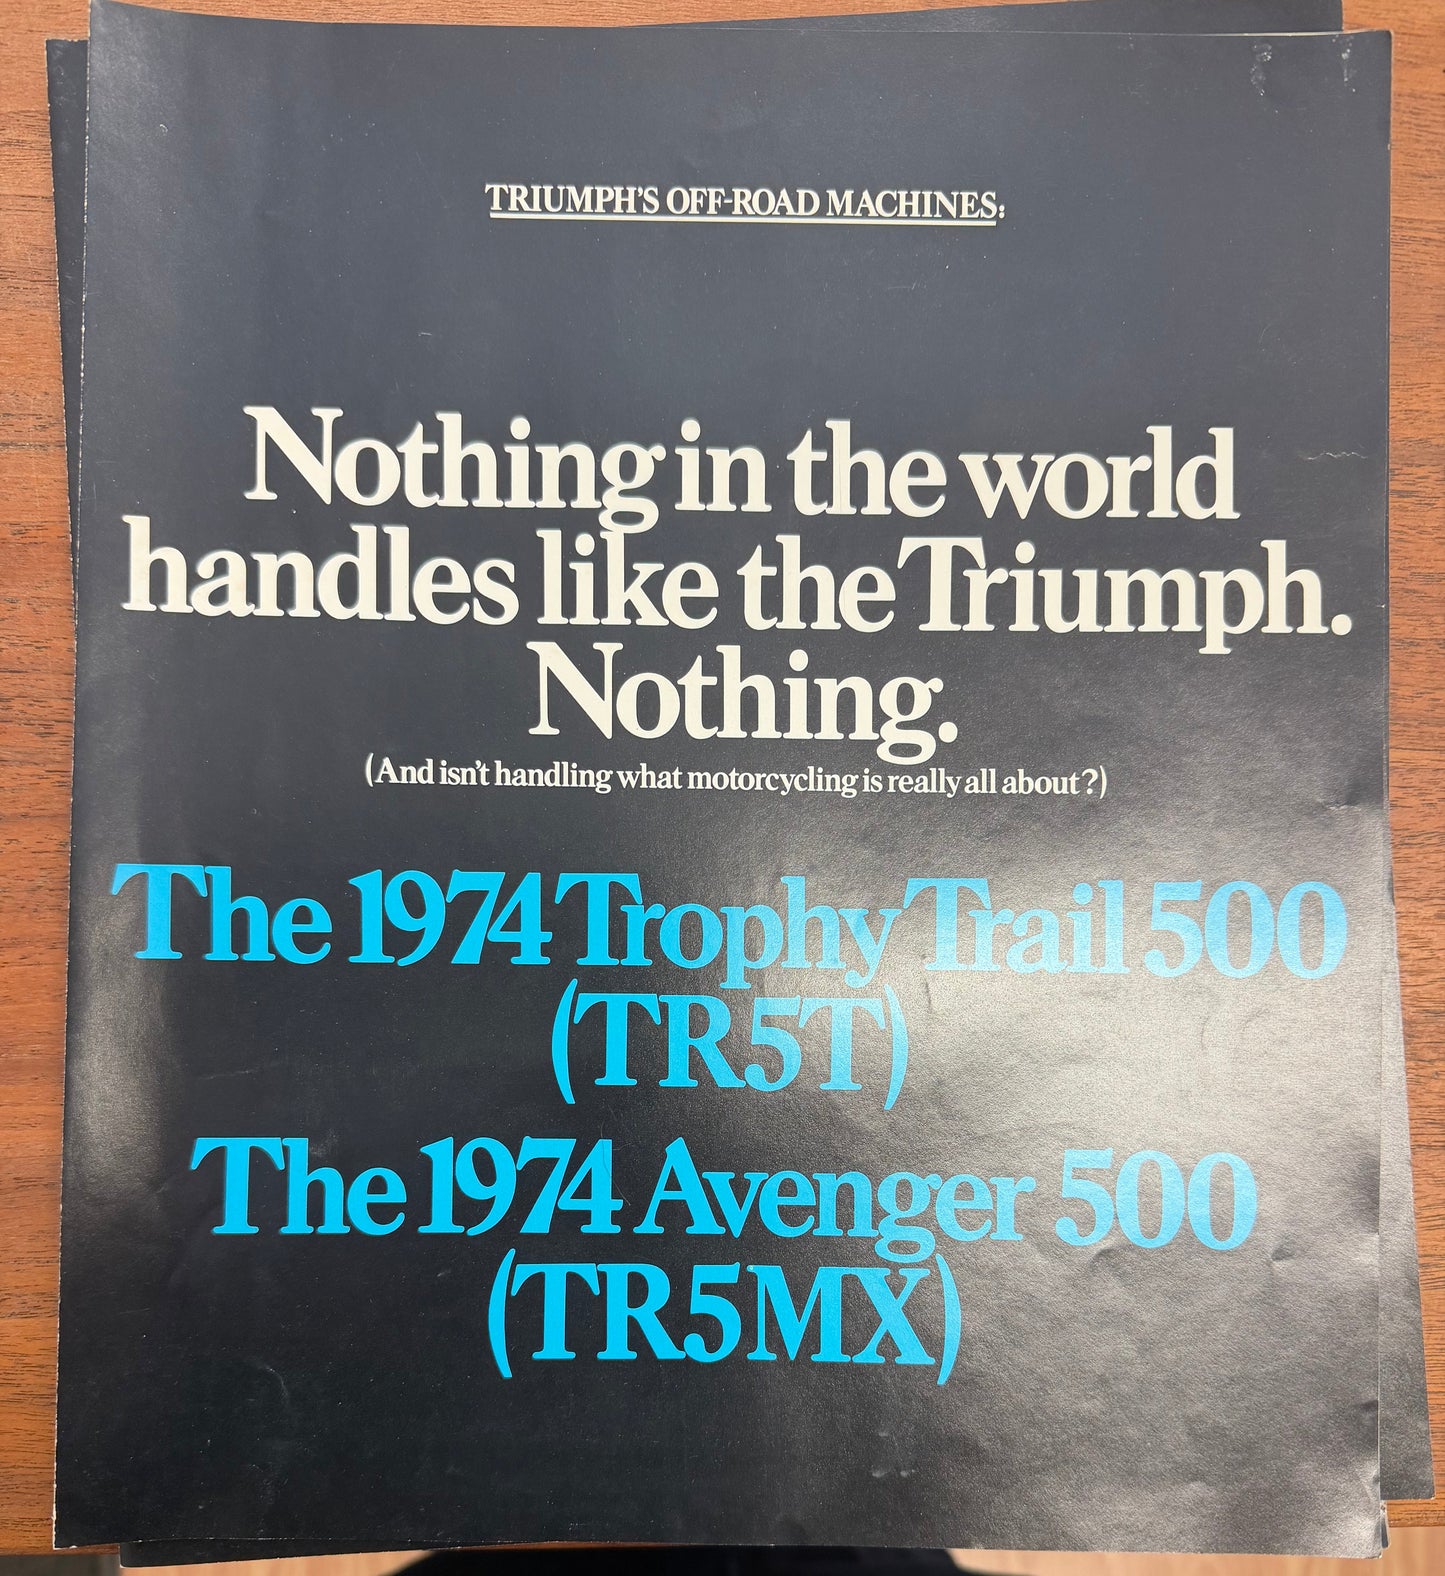 TRIUMPH'S OFF-ROAD MACHINES:
Nothing in the world
handles like the Triumph.
Nothing.
(And isn't handling what motorcycling is really all about?)
The 1974 Trophy Trail 500
(TR5T)
The 1974 Avenger 500
(TR5MX)